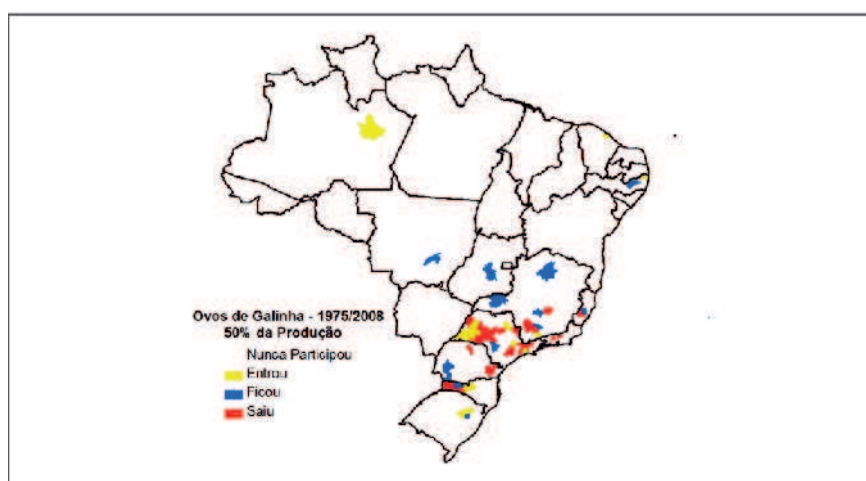 Ovos de Galinha - 1975/2008
50% da Produção
Nunca Participou
Entrou
Ficou
Saiu